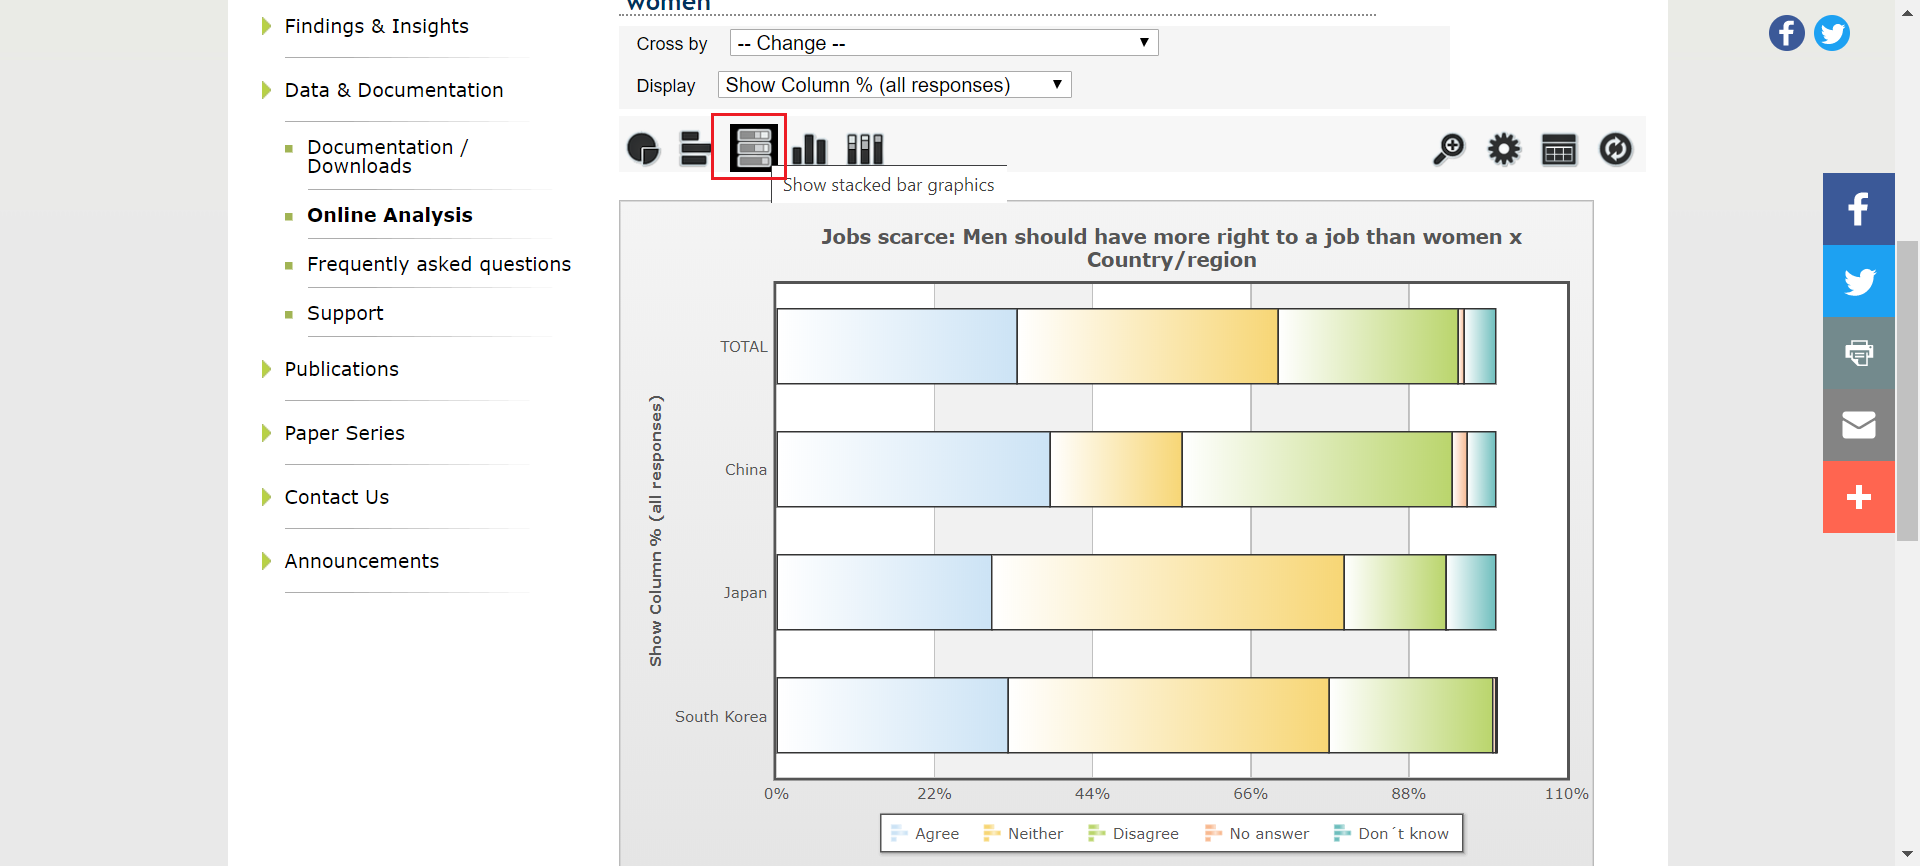 Findings & Insights
Data & Documentation
Documentation /
Downloads
Online Analysis
Frequently asked questions
Support
Publications
Paper Series
Contact Us
Announcements
women
Cross by
-- Change --
Display
Show Column % (all responses)
Show stacked bar graphics
Jobs scarce: Men should have more right to a job than women x
Country/region
Show Column % (all responses)
TOTAL
China
Japan
South Korea
0%
22%
44%
66%
88%
110%
Agree
Neither
Disagree
No answer
Don´t know